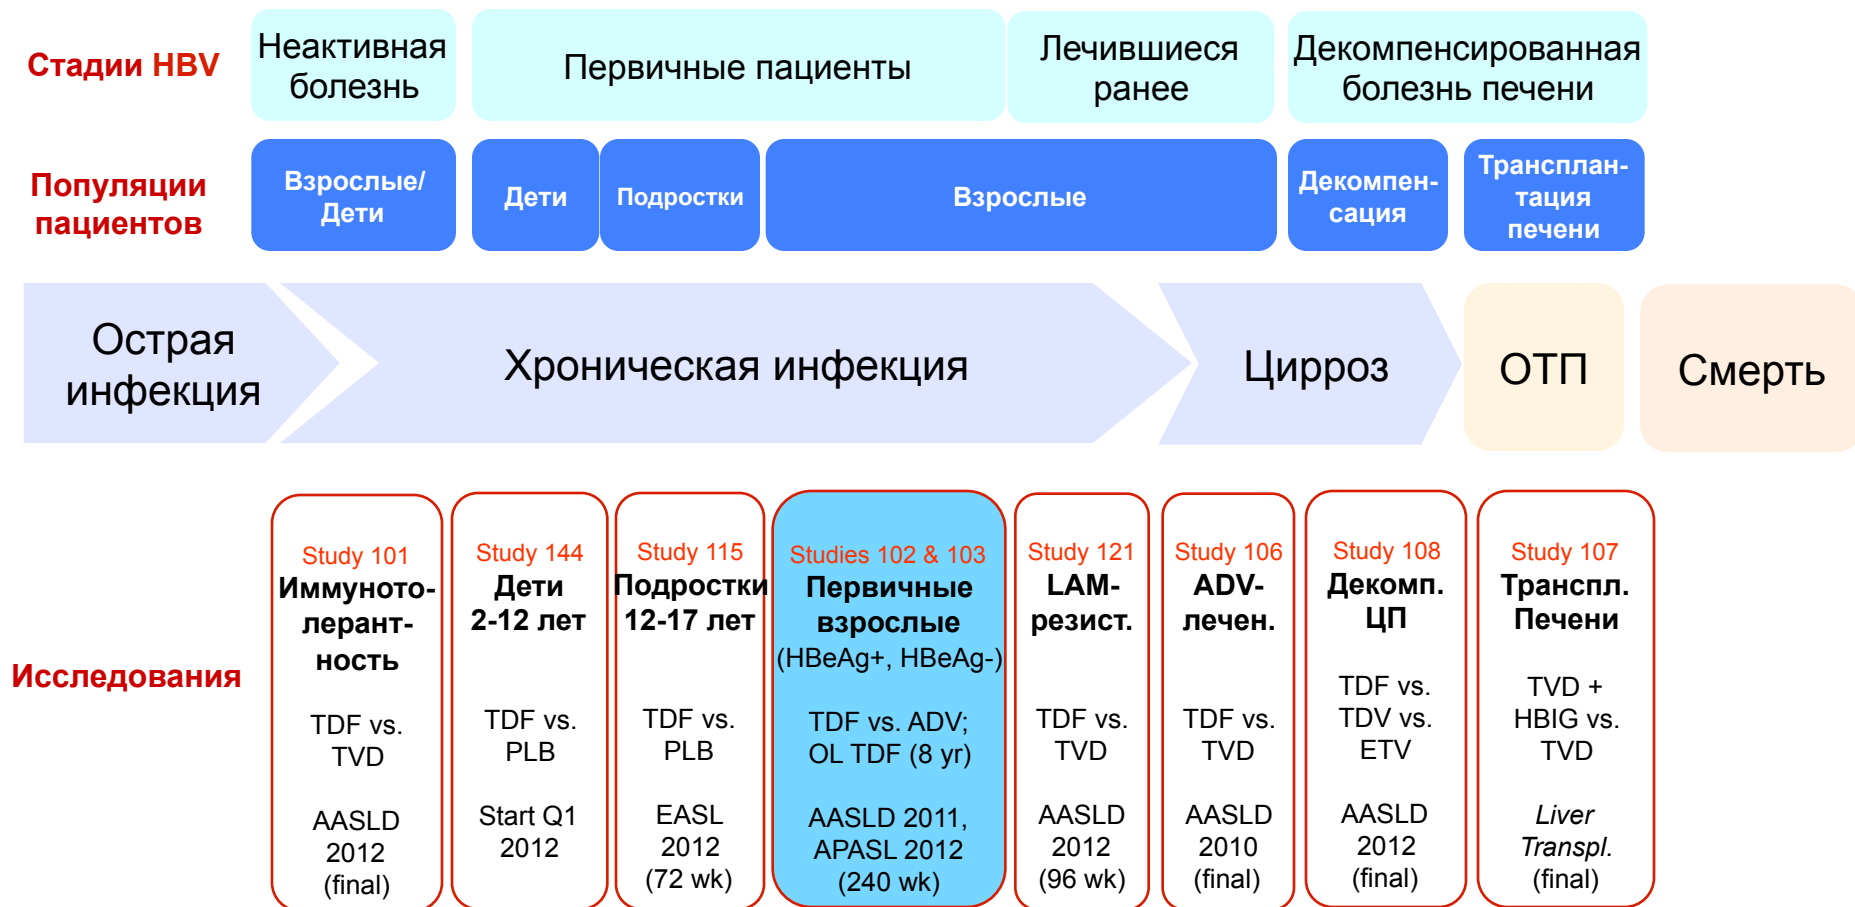 Стадии HBV
Неактивная
болезнь
Первичные пациенты
Лечившиеся
ранее
Декомпенсированная
болезнь печени
Популяции
пациентов
Взрослые/
Дети
Дети
Подростки
Взрослые
Декомпен-
сация
Трансплан-
тация
печени
Острая
инфекция
Хроническая инфекция
Цирроз
ОТП
Смерть
Исследования
Study 101
Иммуното-
лерант-
ность
TDF vs.
TVD
AASLD
2012
(final)
Study 144
Дети
2-12 лет
TDF vs.
PLB
Start Q1
2012
Study 115
Подростки
12-17 лет
TDF vs.
PLB
EASL
2012
(72 wk)
Studies 102 & 103
Первичные
взрослые
(HBeAg+, HBeAg-)
TDF vs. ADV;
OL TDF (8 yr)
AASLD 2011,
APASL 2012
(240 wk)
Study 121
LAM-
резист.
TDF vs.
TVD
AASLD
2012
(96 wk)
Study 106
ADV-
лечен.
TDF vs.
TVD
AASLD
2010
(final)
Study 108
Декомп.
ЦП
TDF vs.
TDV vs.
ETV
AASLD
2012
(final)
Study 107
Транспл.
Печени
TVD +
HBIG vs.
TVD
Liver
Transpl.
(final)